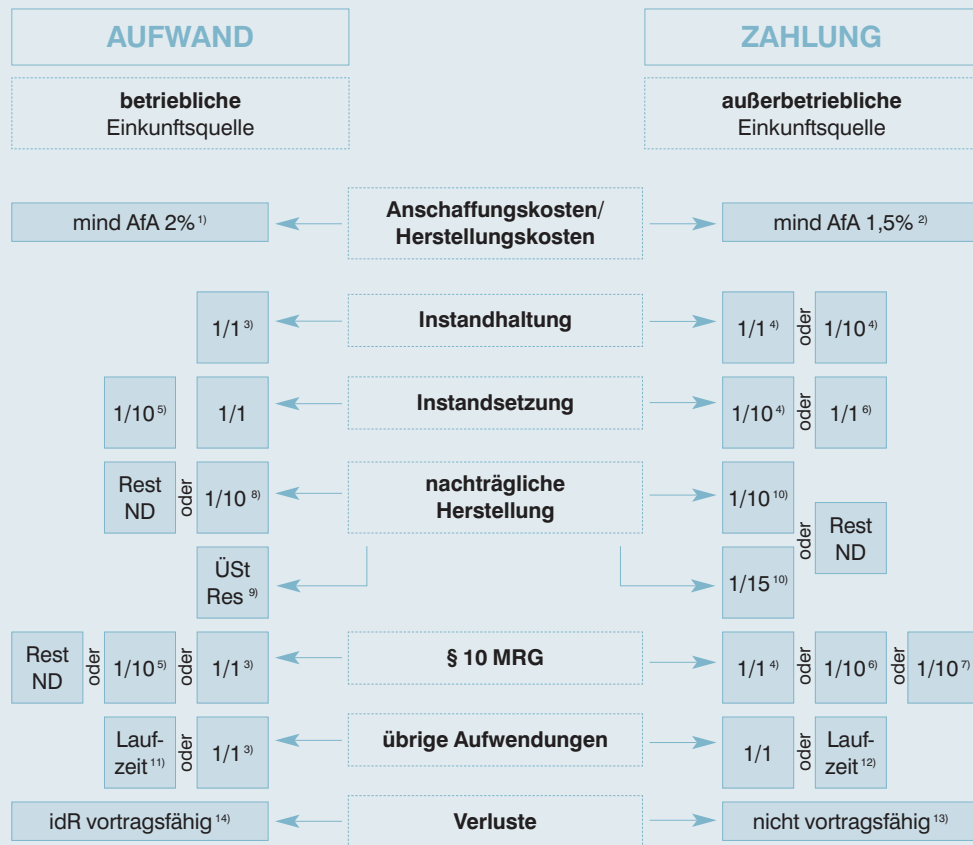 AUFWAND
ZAHLUNG
betriebliche
Einkunftsquelle
außerbetriebliche
Einkunftsquelle
mind AfA 2% 1)
Anschaffungskosten/
Herstellungskosten
mind AfA 1,5% 2)
1/1 3)
Instandhaltung
1/1 4)
oder
1/10 4)
1/10 5)
1/1
Instandsetzung
1/10 4)
oder
1/1 6)
Rest
ND
oder
1/10 8)
nachträgliche
Herstellung
1/10 10)
oder
Rest
ND
ÜSt
Res 9)
1/15 10)
Rest
ND
oder
1/10 5)
oder
1/1 3)
§ 10 MRG
1/1 4)
oder
1/10 6)
oder
1/10 7)
Lauf-
zeit 11)
oder
1/1 3)
übrige Aufwendungen
1/1
oder
Lauf-
zeit 12)
idR vortragsfähig 14)
Verluste
nicht vortragsfähig 13)